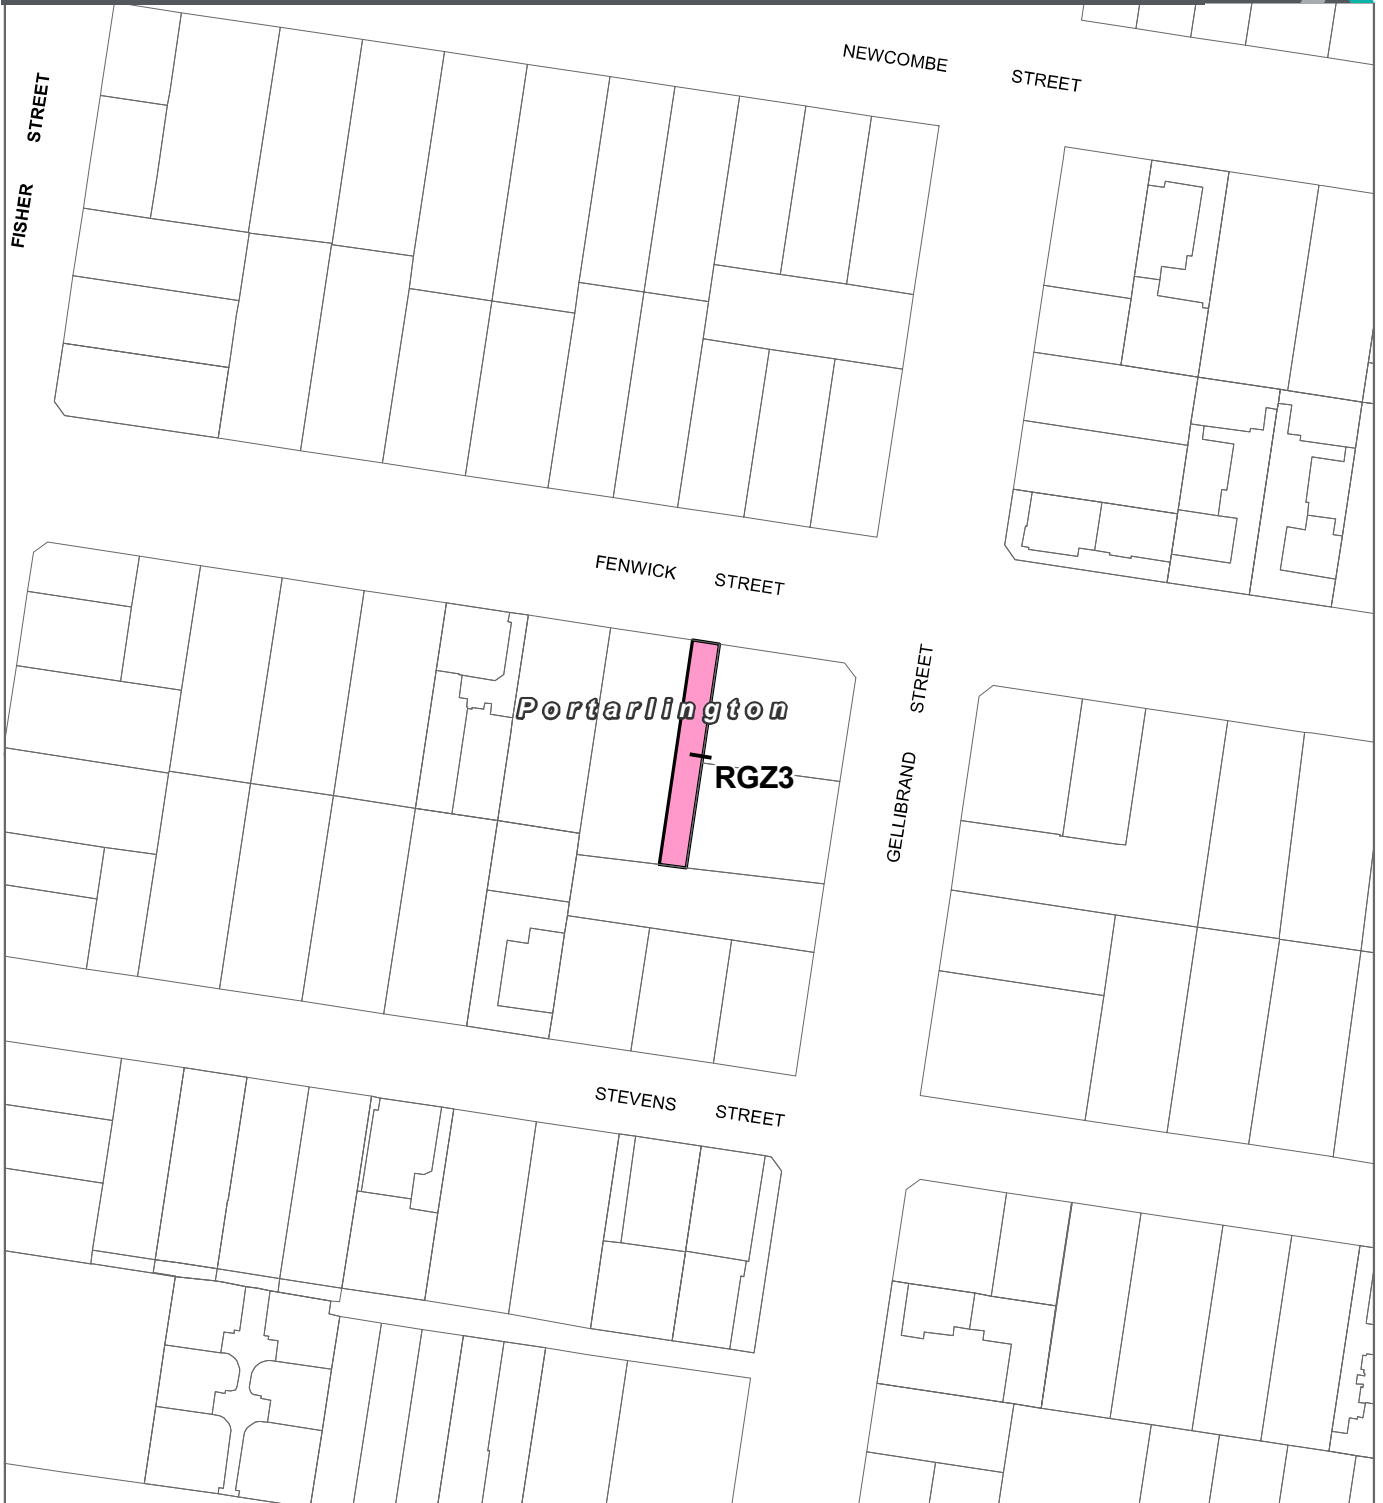 NEWCOMBE STREET
FISHER STREET
FENWICK STREET
GELLIBRAND STREET
Portarlington
RGZ3
STEVENS STREET